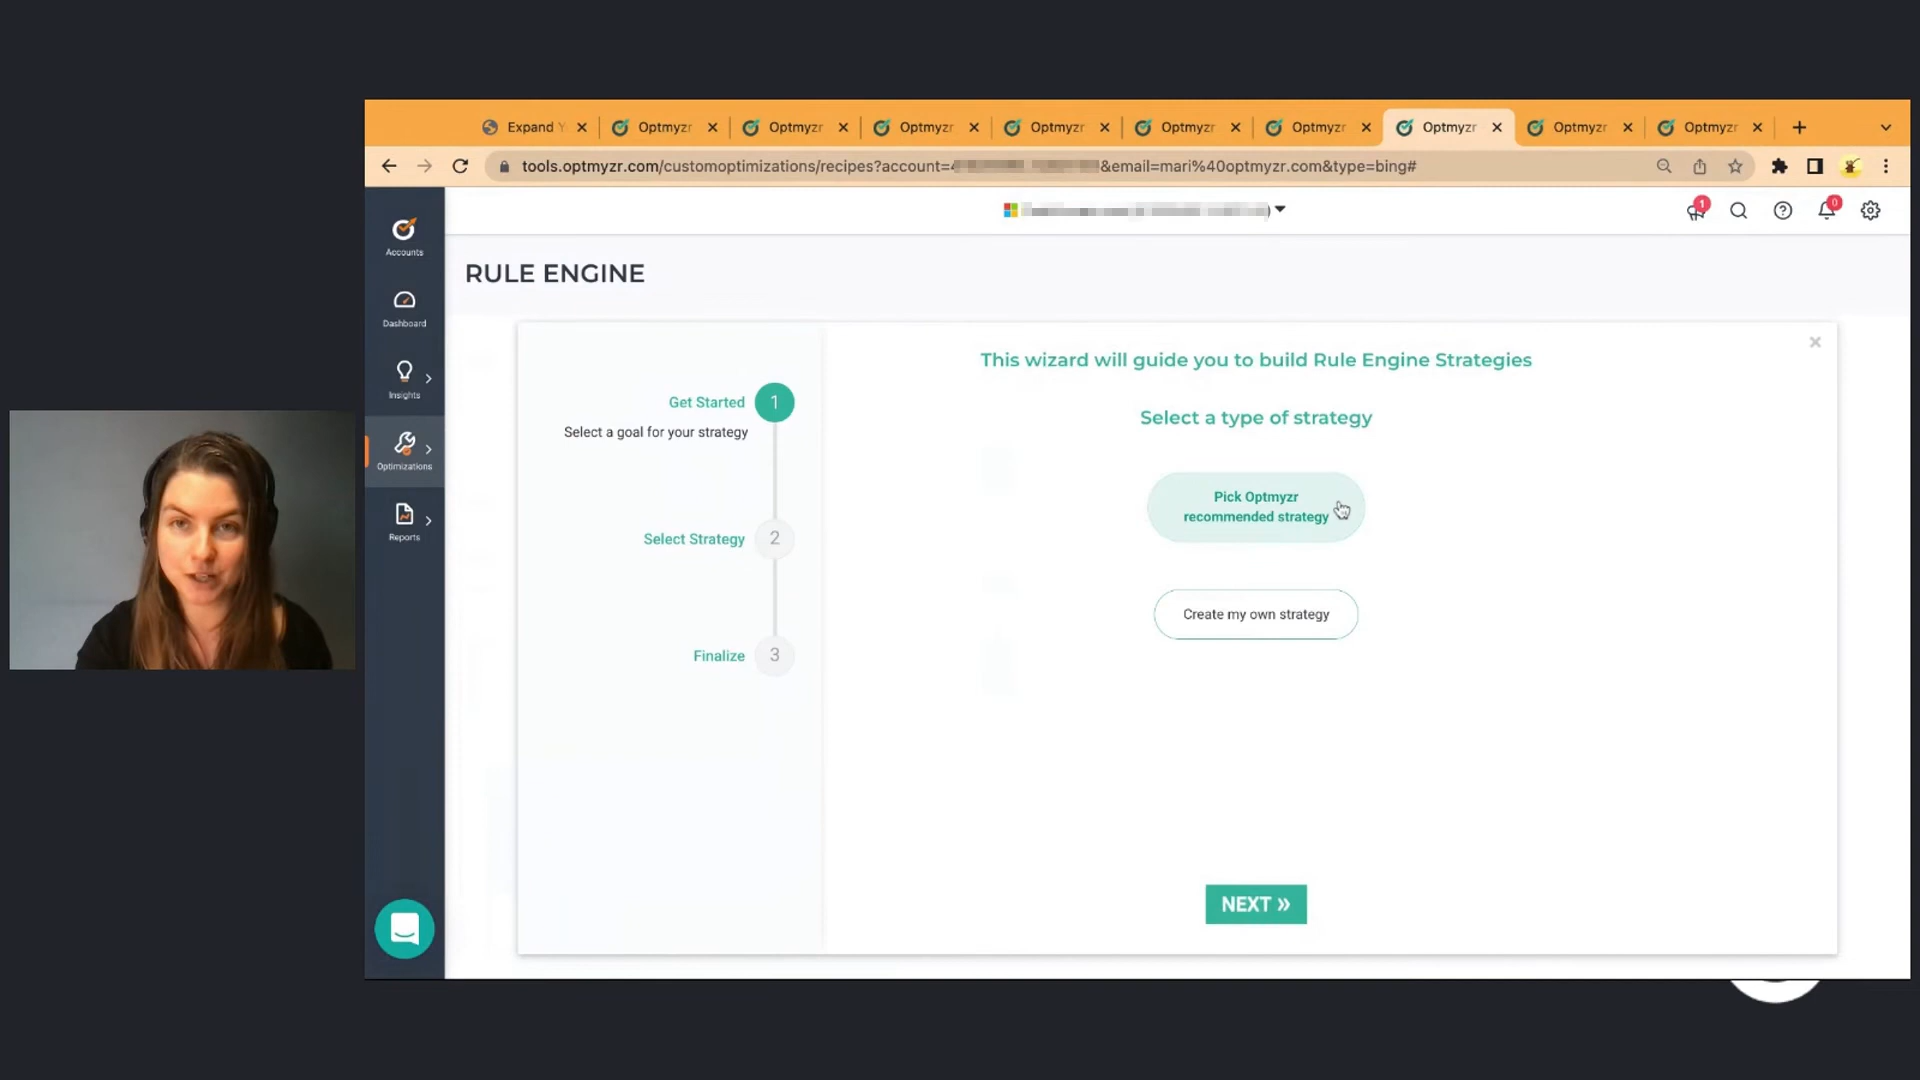 Expand Y
Optmyzr
Optmyzr
Optmyzr
Optmyzr
Optmyzr
Optmyzr
Optmyzr
Optmyzr
Optmyzr
tools.optmyzr.com/customoptimizations/recipes?account=4
&email=mari%40optmyzr.com&type=bing#
1
0
Accounts
Dashboard
Insights
Optimizations
Reports
RULE ENGINE
This wizard will guide you to build Rule Engine Strategies
Get Started 1
Select a goal for your strategy
Select Strategy 2
Finalize 3
Select a type of strategy
Pick Optmyzr
recommended strategy
Create my own strategy
NEXT »